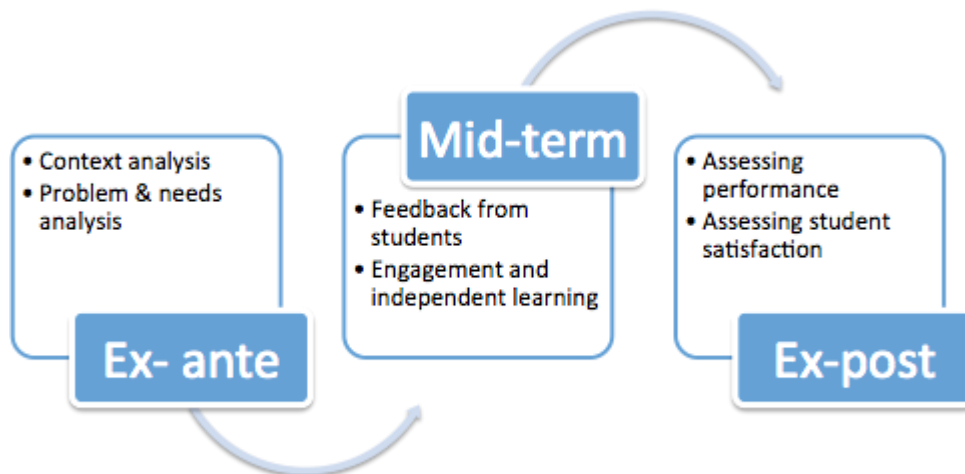 • Context analysis
• Problem & needs
analysis
Ex- ante
Mid-term
• Feedback from
students
• Engagement and
independent learning
• Assessing
performance
• Assessing student
satisfaction
Ex-post